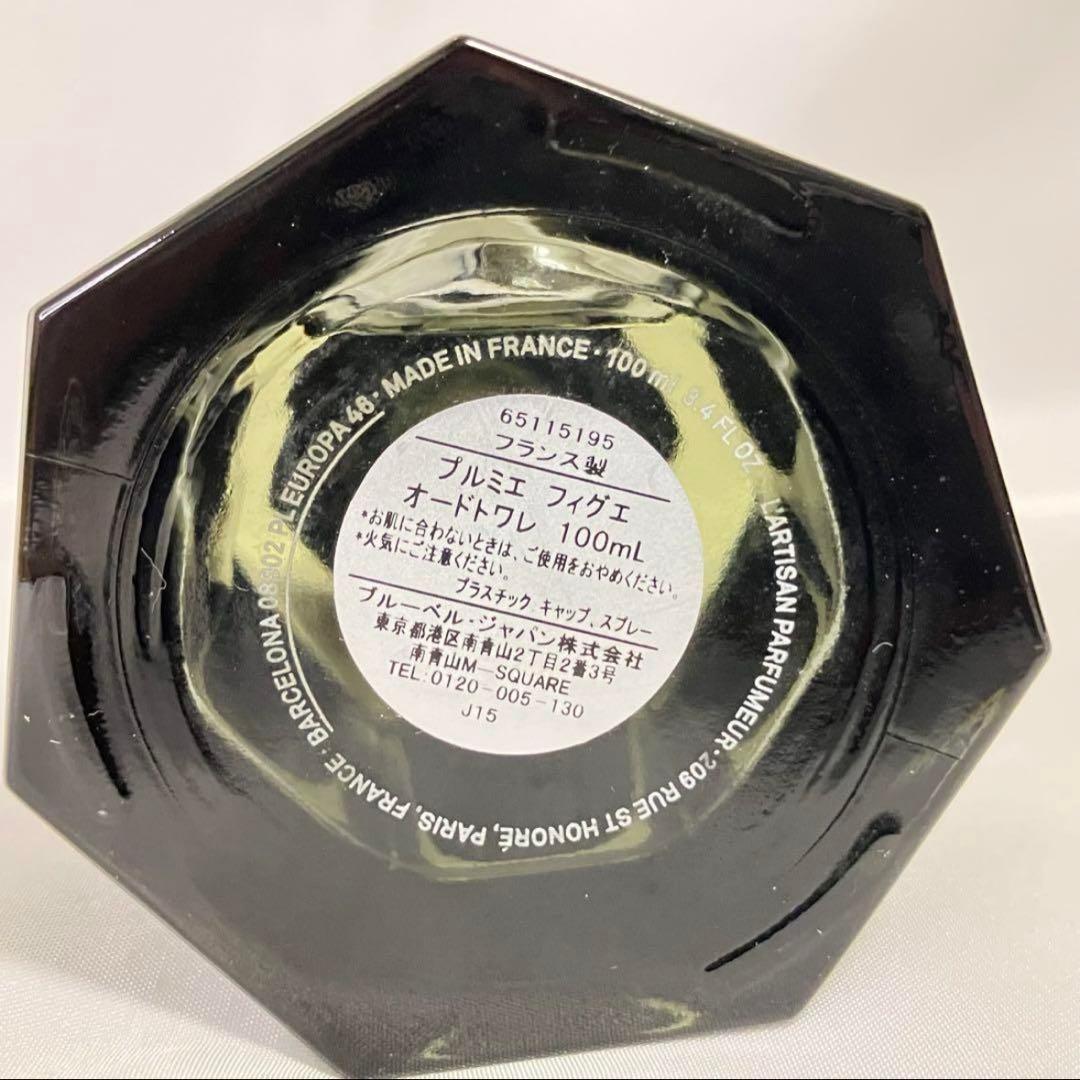 L'ARTISAN PARFUMEUR · 209 RUE ST HONORÉ, PARIS, FRANCE · BARCELONA 08902 PL EUROPA 46 · MADE IN FRANCE · 100 ml 3.4 FL OZ
65115195
フランス製
プルミエ フィグエ
オードトワレ 100mL
*お肌に合わないときは、ご使用をおやめください。
*火気にご注意ください。
プラスチック キャップ、スプレー
ブルーベル・ジャパン株式会社
東京都港区南青山2丁目2番3号
南青山M-SQUARE
TEL:0120-005-130
J15